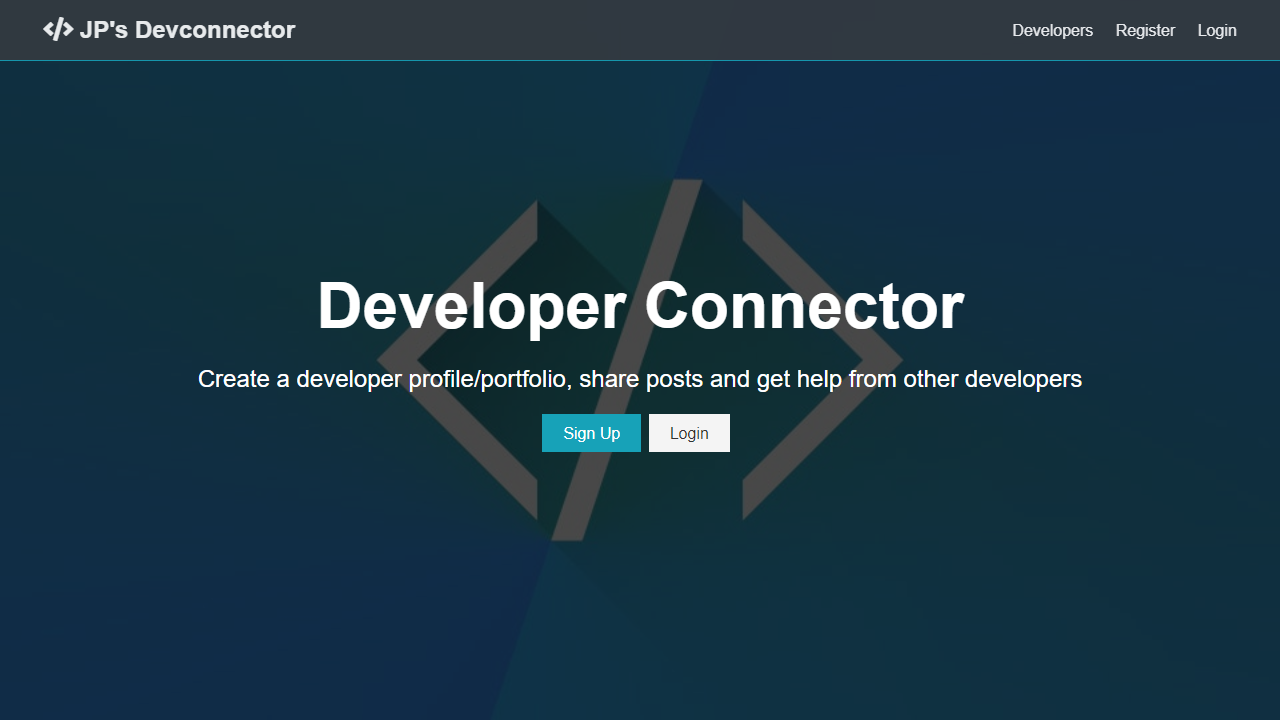 JP's Devconnector
Developers Register Login
Developer Connector
Create a developer profile/portfolio, share posts and get help from other developers
Sign Up Login